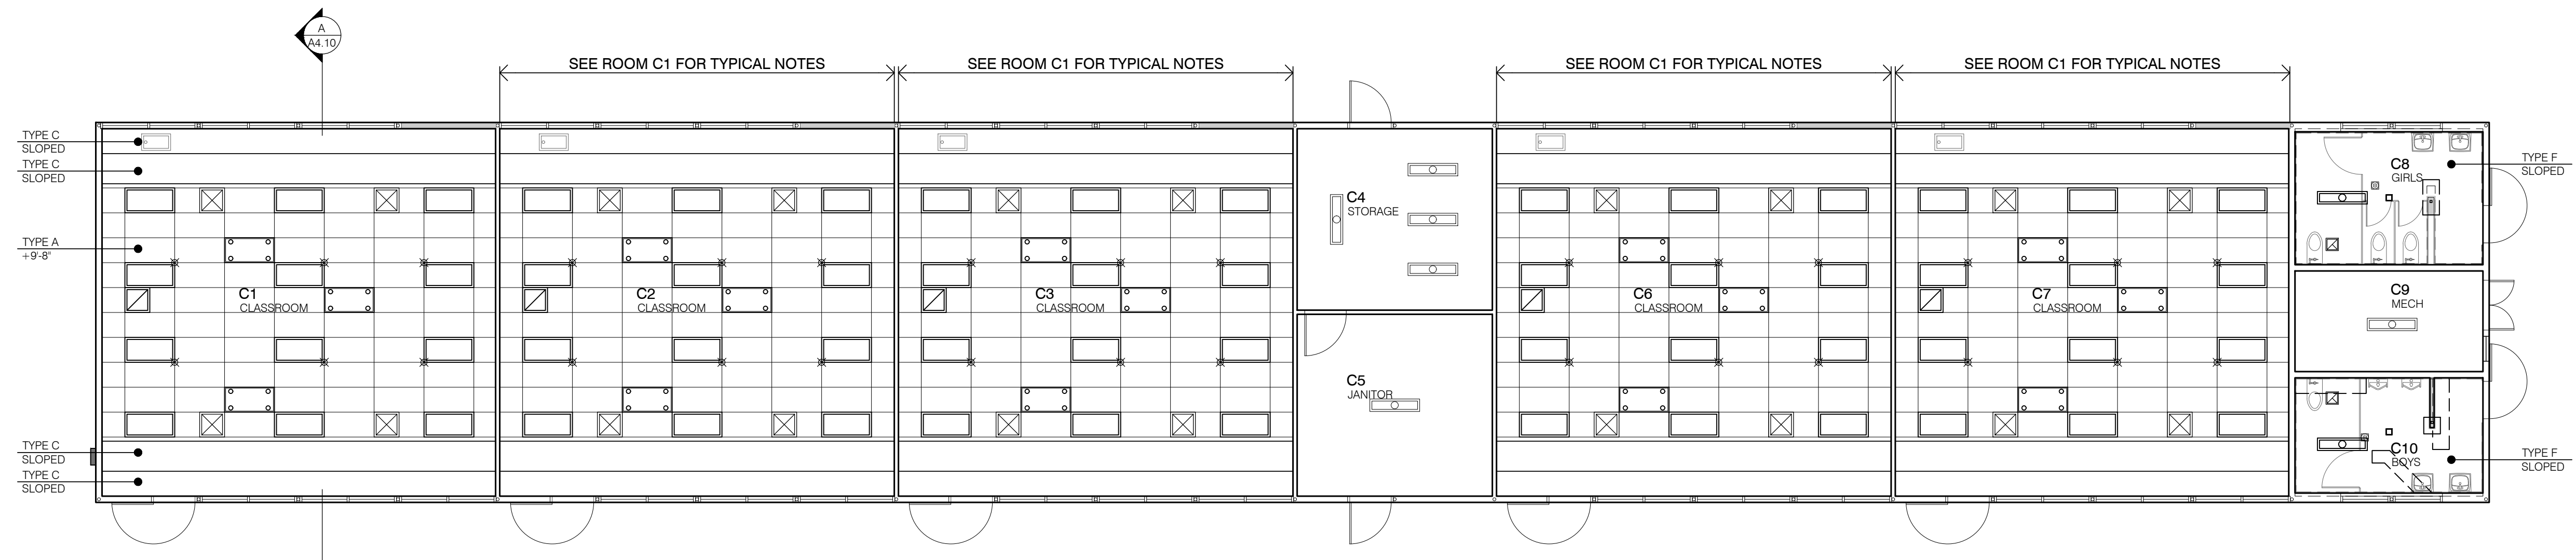 A
A4.10
SEE ROOM C1 FOR TYPICAL NOTES
SEE ROOM C1 FOR TYPICAL NOTES
SEE ROOM C1 FOR TYPICAL NOTES
SEE ROOM C1 FOR TYPICAL NOTES
TYPE C
SLOPED
TYPE C
SLOPED
TYPE A
+9'-8"
TYPE C
SLOPED
TYPE C
SLOPED
C1
CLASSROOM
C2
CLASSROOM
C3
CLASSROOM
C4
STORAGE
C5
JANITOR
C6
CLASSROOM
C7
CLASSROOM
C8
GIRLS
C9
MECH
C10
BOYS
TYPE F
SLOPED
TYPE F
SLOPED